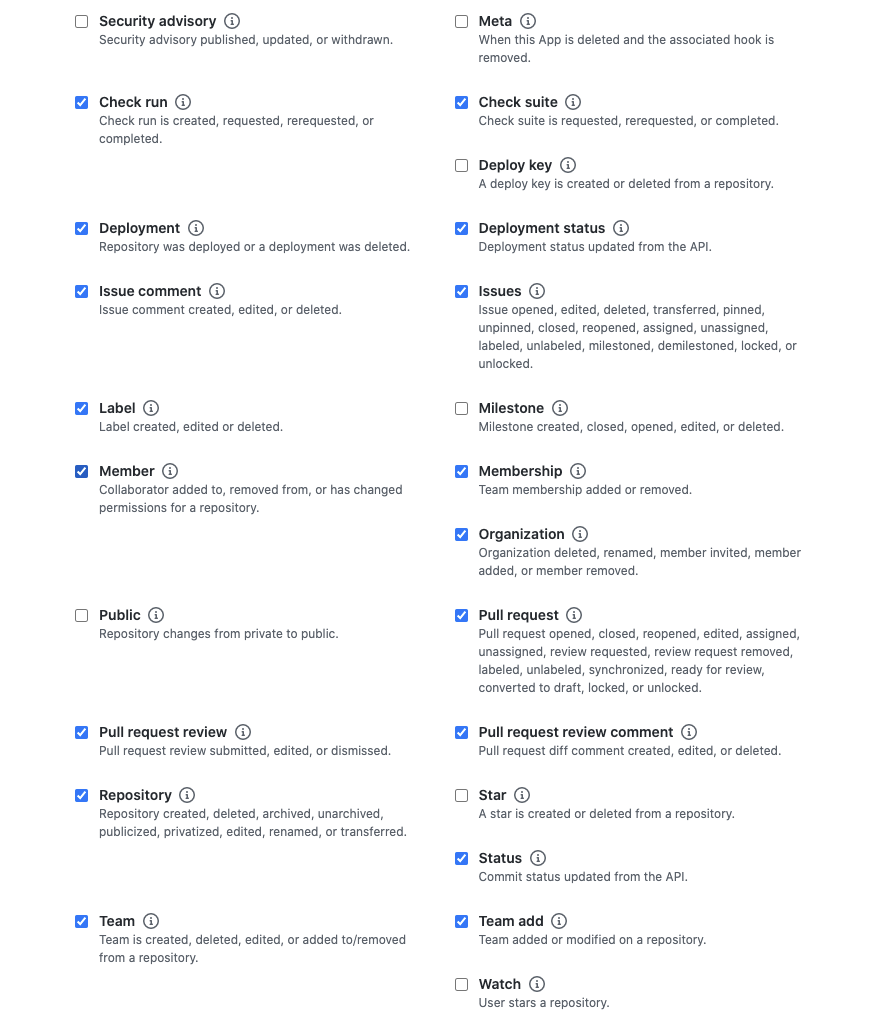 Security advisory
Security advisory published, updated, or withdrawn.
Meta
When this App is deleted and the associated hook is
removed.
Check run
Check run is created, requested, rerequested, or
completed.
Check suite
Check suite is requested, rerequested, or completed.
Deploy key
A deploy key is created or deleted from a repository.
Deployment
Repository was deployed or a deployment was deleted.
Deployment status
Deployment status updated from the API.
Issue comment
Issue comment created, edited, or deleted.
Issues
Issue opened, edited, deleted, transferred, pinned,
unpinned, closed, reopened, assigned, unassigned,
labeled, unlabeled, milestoned, demilestoned, locked, or
unlocked.
Label
Label created, edited or deleted.
Milestone
Milestone created, closed, opened, edited, or deleted.
Member
Collaborator added to, removed from, or has changed
permissions for a repository.
Membership
Team membership added or removed.
Organization
Organization deleted, renamed, member invited, member
added, or member removed.
Public
Repository changes from private to public.
Pull request
Pull request opened, closed, reopened, edited, assigned,
unassigned, review requested, review request removed,
labeled, unlabeled, synchronized, ready for review,
converted to draft, locked, or unlocked.
Pull request review
Pull request review submitted, edited, or dismissed.
Pull request review comment
Pull request diff comment created, edited, or deleted.
Repository
Repository created, deleted, archived, unarchived,
publicized, privatized, edited, renamed, or transferred.
Star
A star is created or deleted from a repository.
Status
Commit status updated from the API.
Team
Team is created, deleted, edited, or added to/removed
from a repository.
Team add
Team added or modified on a repository.
Watch
User stars a repository.